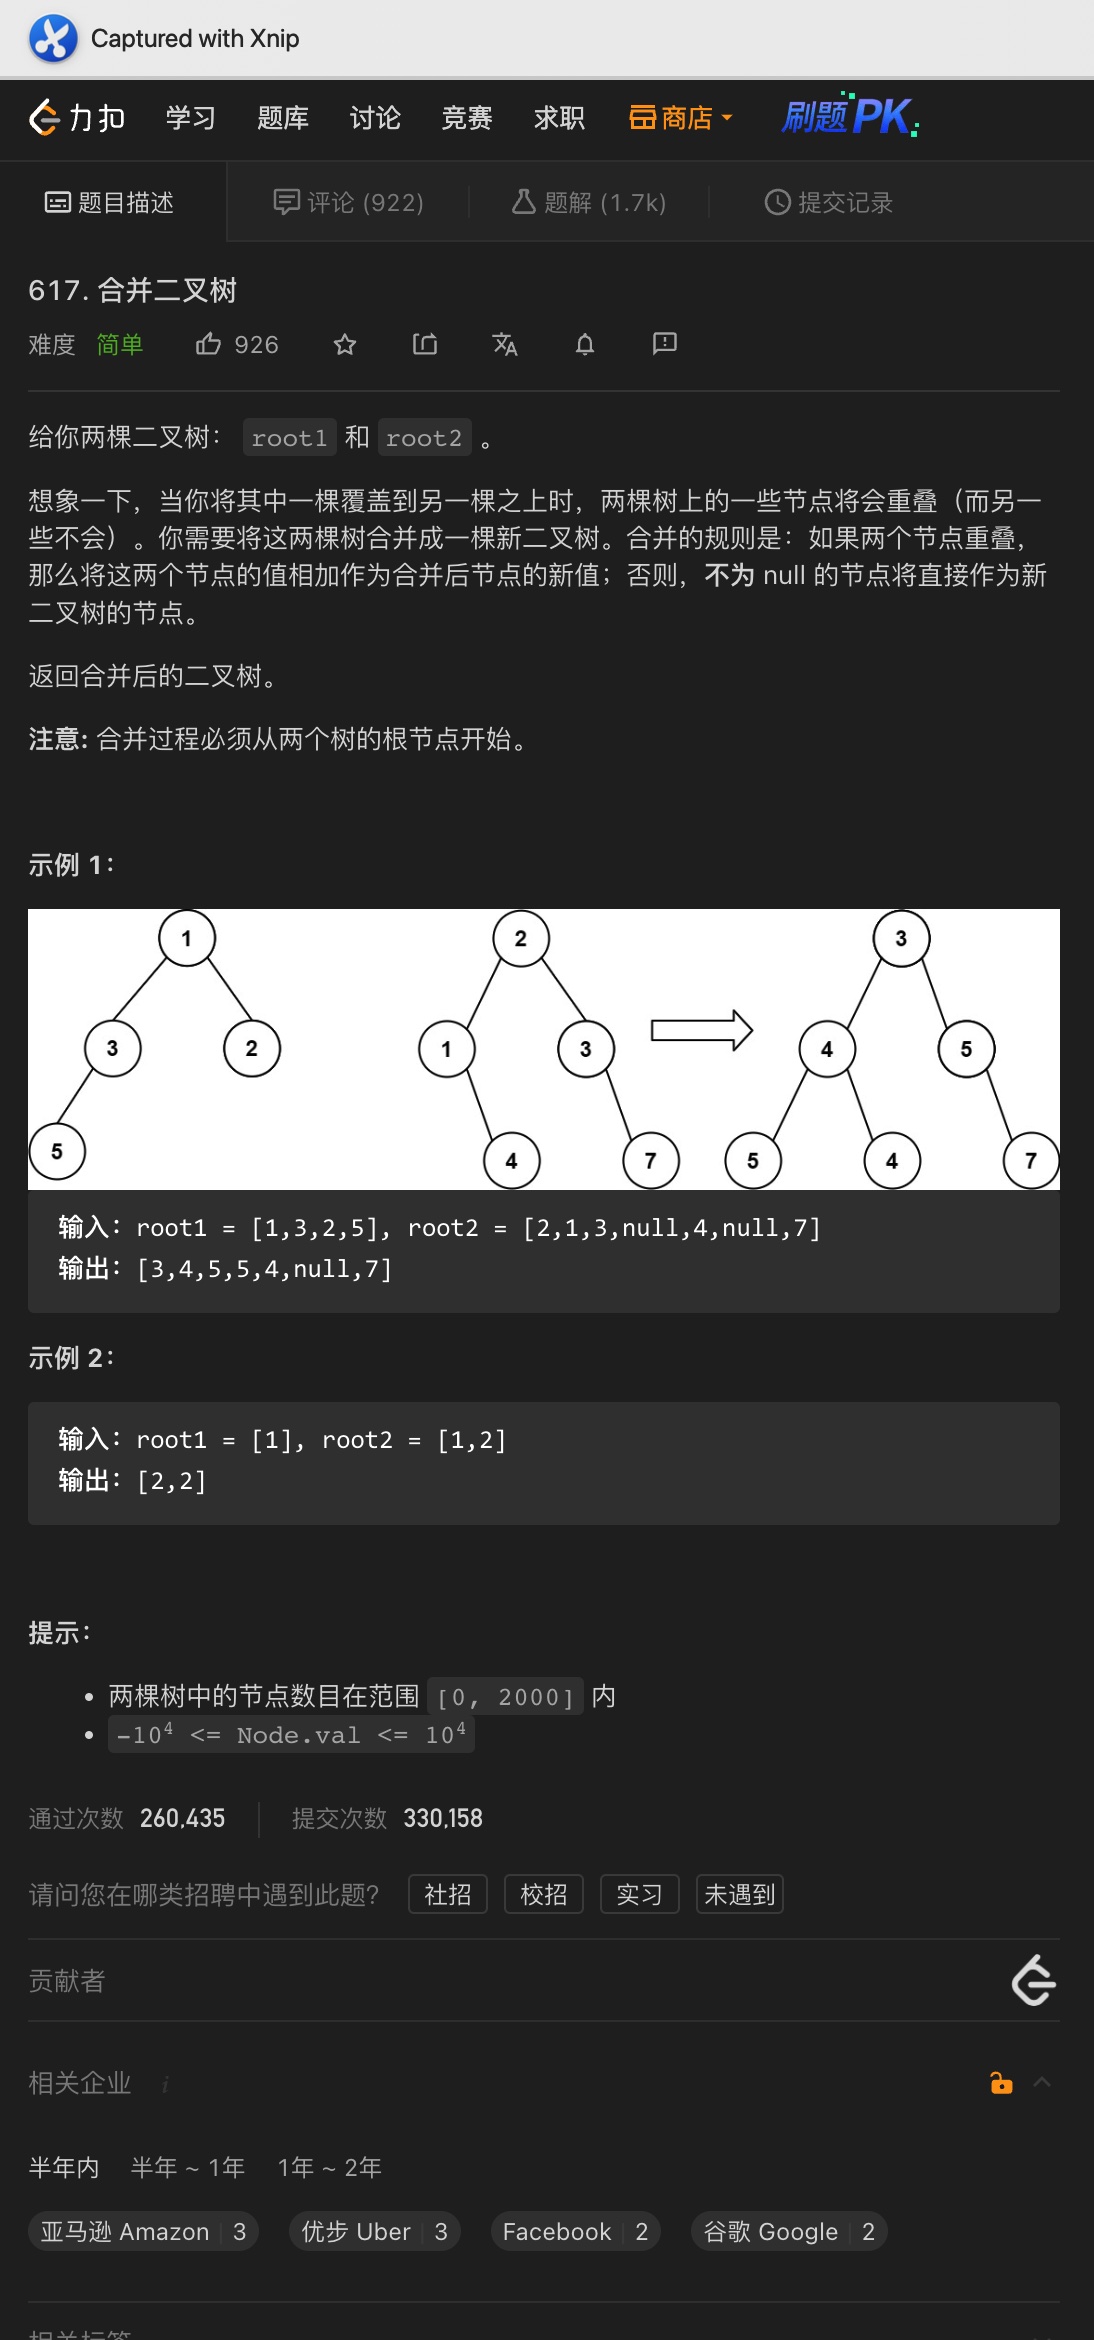 Captured with Xnip
力扣 学习 题库 讨论 竞赛 求职 商店 刷题PK
题目描述 评论 (922) 题解 (1.7k) 提交记录
617. 合并二叉树
难度 简单 926
给你两棵二叉树： root1 和 root2 。
想象一下，当你将其中一棵覆盖到另一棵之上时，两棵树上的一些节点将会重叠（而另一
些不会）。你需要将这两棵树合并成一棵新二叉树。合并的规则是：如果两个节点重叠，
那么将这两个节点的值相加作为合并后节点的新值；否则，不为 null 的节点将直接作为新
二叉树的节点。
返回合并后的二叉树。
注意: 合并过程必须从两个树的根节点开始。
示例 1：
1 2 3
3 2 1 3 4 5
5 4 7 5 4 7
输入：root1 = [1,3,2,5], root2 = [2,1,3,null,4,null,7]
输出：[3,4,5,5,4,null,7]
示例 2：
输入：root1 = [1], root2 = [1,2]
输出：[2,2]
提示：
• 两棵树中的节点数目在范围 [0, 2000] 内
• -10⁴ <= Node.val <= 10⁴
通过次数 260,435 提交次数 330,158
请问您在哪类招聘中遇到此题？ 社招 校招 实习 未遇到
贡献者
相关企业 i
半年内 半年 ~ 1年 1年 ~ 2年
亚马逊 Amazon 3 优步 Uber 3 Facebook 2 谷歌 Google 2